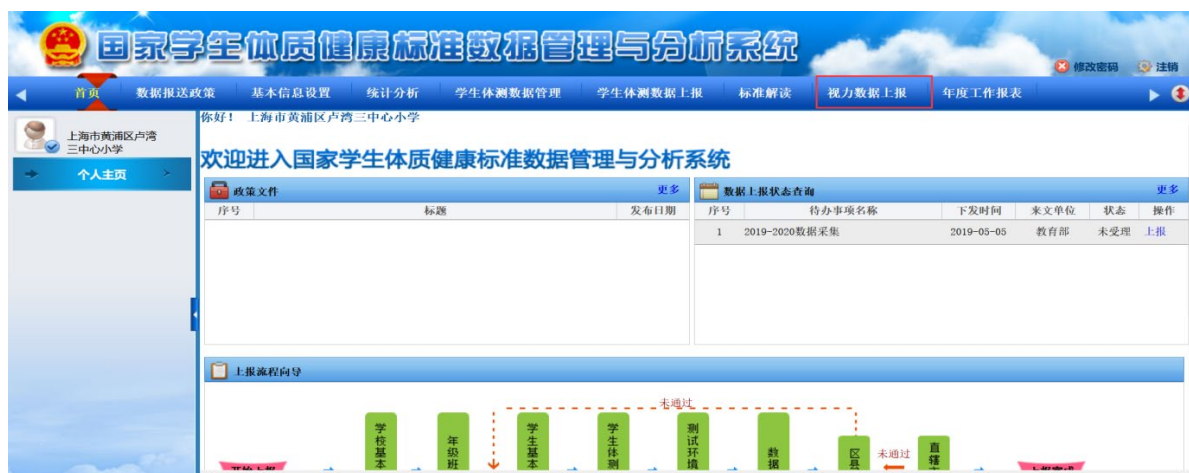 国家学生体质健康标准数据管理与分析系统
修改密码 注销
首页 数据报送政策 基本信息设置 统计分析 学生体测数据管理 学生体测数据上报 标准解读 视力数据上报 年度工作报表
上海市黄浦区卢湾
三中心小学
个人主页
你好! 上海市黄浦区卢湾三中心小学
欢迎进入国家学生体质健康标准数据管理与分析系统
政策文件 更多
序号 标题 发布日期
数据上报状态查询 更多
序号 待办事项名称 下发时间 来文单位 状态 操作
1 2019-2020数据采集 2019-05-05 教育部 未受理 上报
上报流程向导
未通过
学校基本
年级班
学生基本
学生体测
测试环境
数据
区县
未通过
直辖